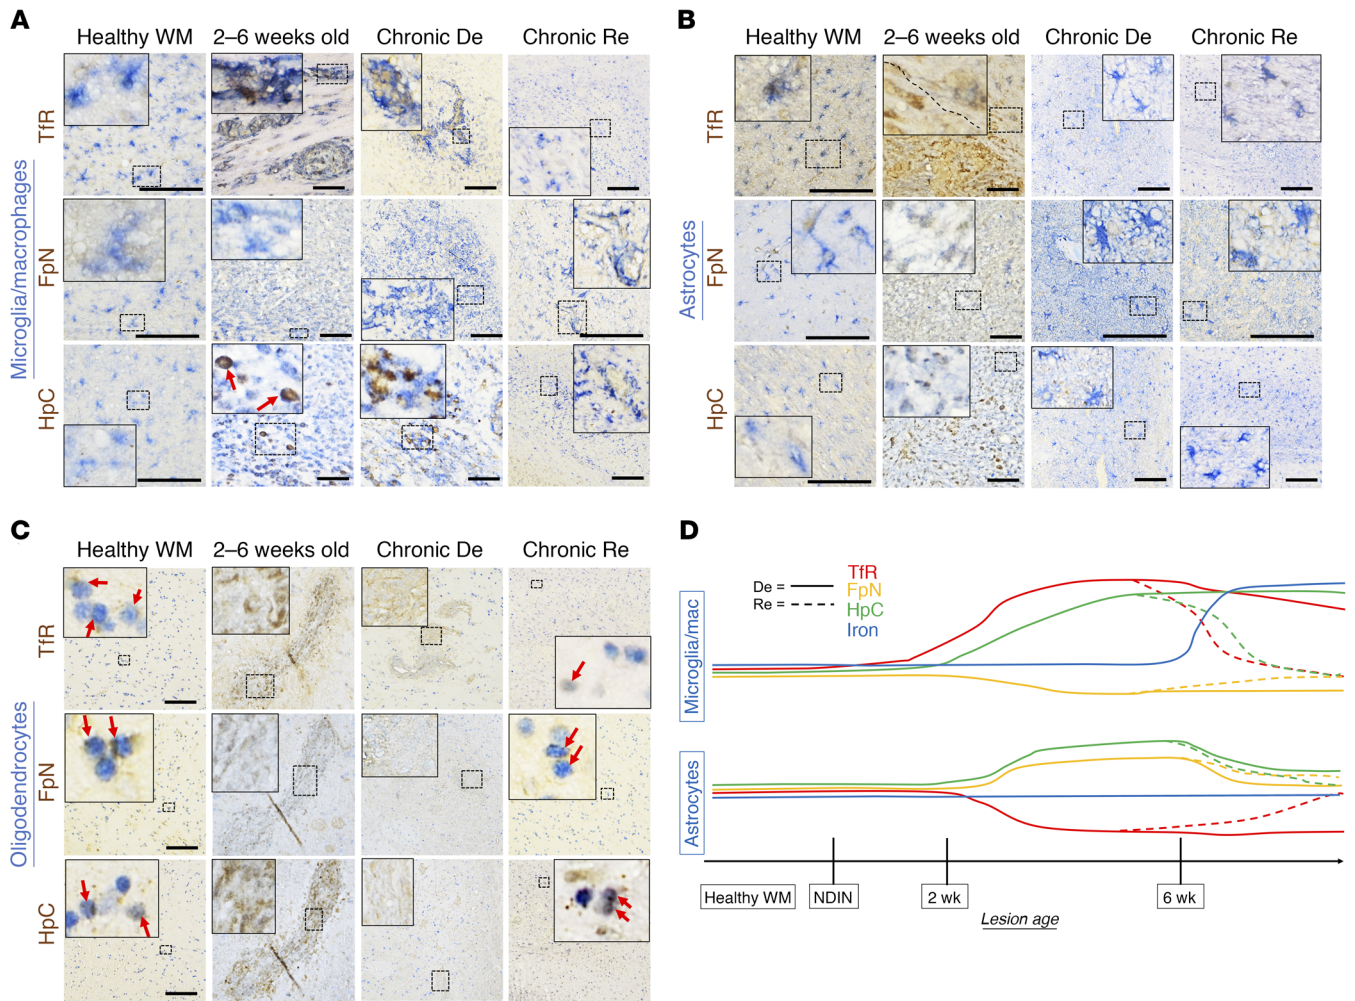 A
Healthy WM
2–6 weeks old
Chronic De
Chronic Re
Microglia/macrophages
TfR
FpN
HpC
B
Healthy WM
2–6 weeks old
Chronic De
Chronic Re
Astrocytes
TfR
FpN
HpC
C
Healthy WM
2–6 weeks old
Chronic De
Chronic Re
Oligodendrocytes
TfR
FpN
HpC
D
De =
Re =
TfR
FpN
HpC
Iron
Microglia/mac
Astrocytes
Healthy WM
NDIN
2 wk
6 wk
Lesion age